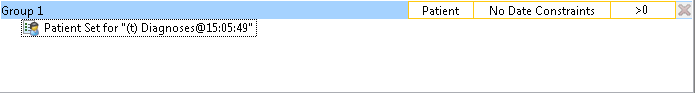 Group 1 Patient No Date Constraints >0
Patient Set for "(t) Diagnoses@15:05:49"